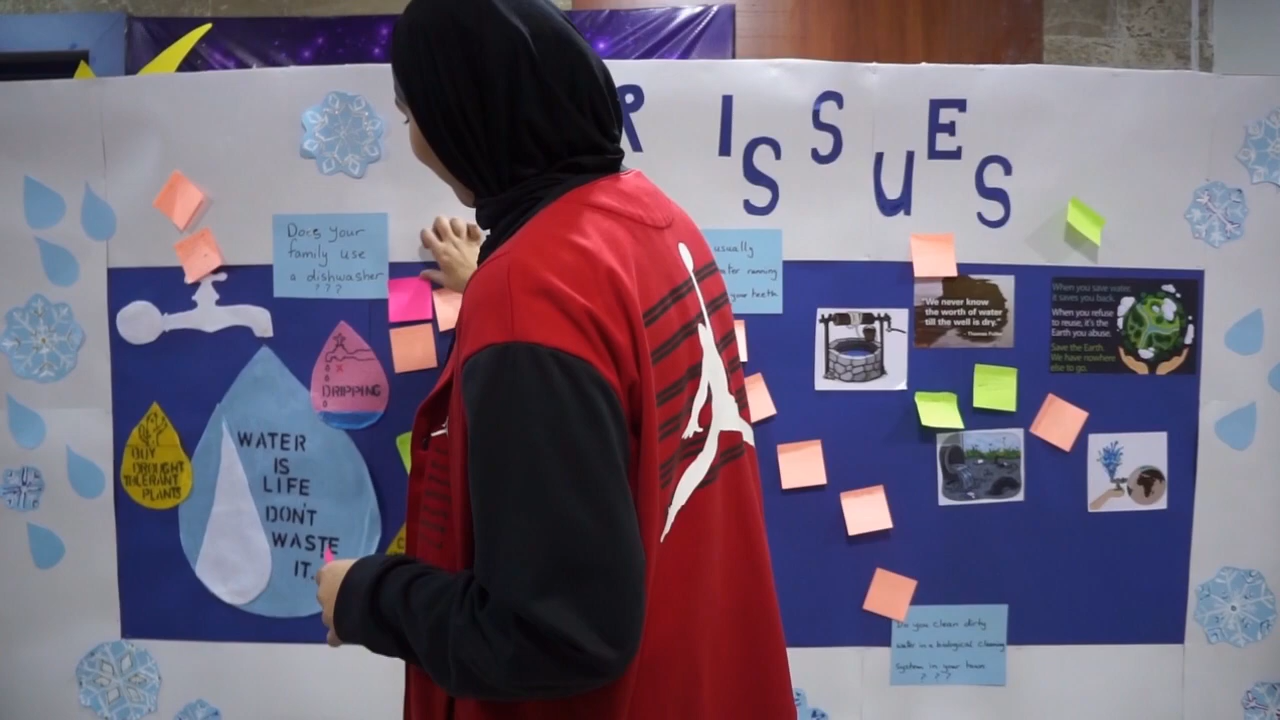 R ISSUES
Does your
family use
a dishwasher
???
usually
water running
your teeth
"We never know
the worth of water
till the well is dry."
When you save water,
it saves you back.
When you refuse
to reuse, it's the
Earth you abuse.
Save the Earth.
We have nowhere
else to go.
DRIPPING
BUY
DROUGHT
TOLERANT
PLANTS
WATER
IS
LIFE
DON'T
WASTE
IT.
Do you clean dirty
water in a biological cleaning
system in your house
???